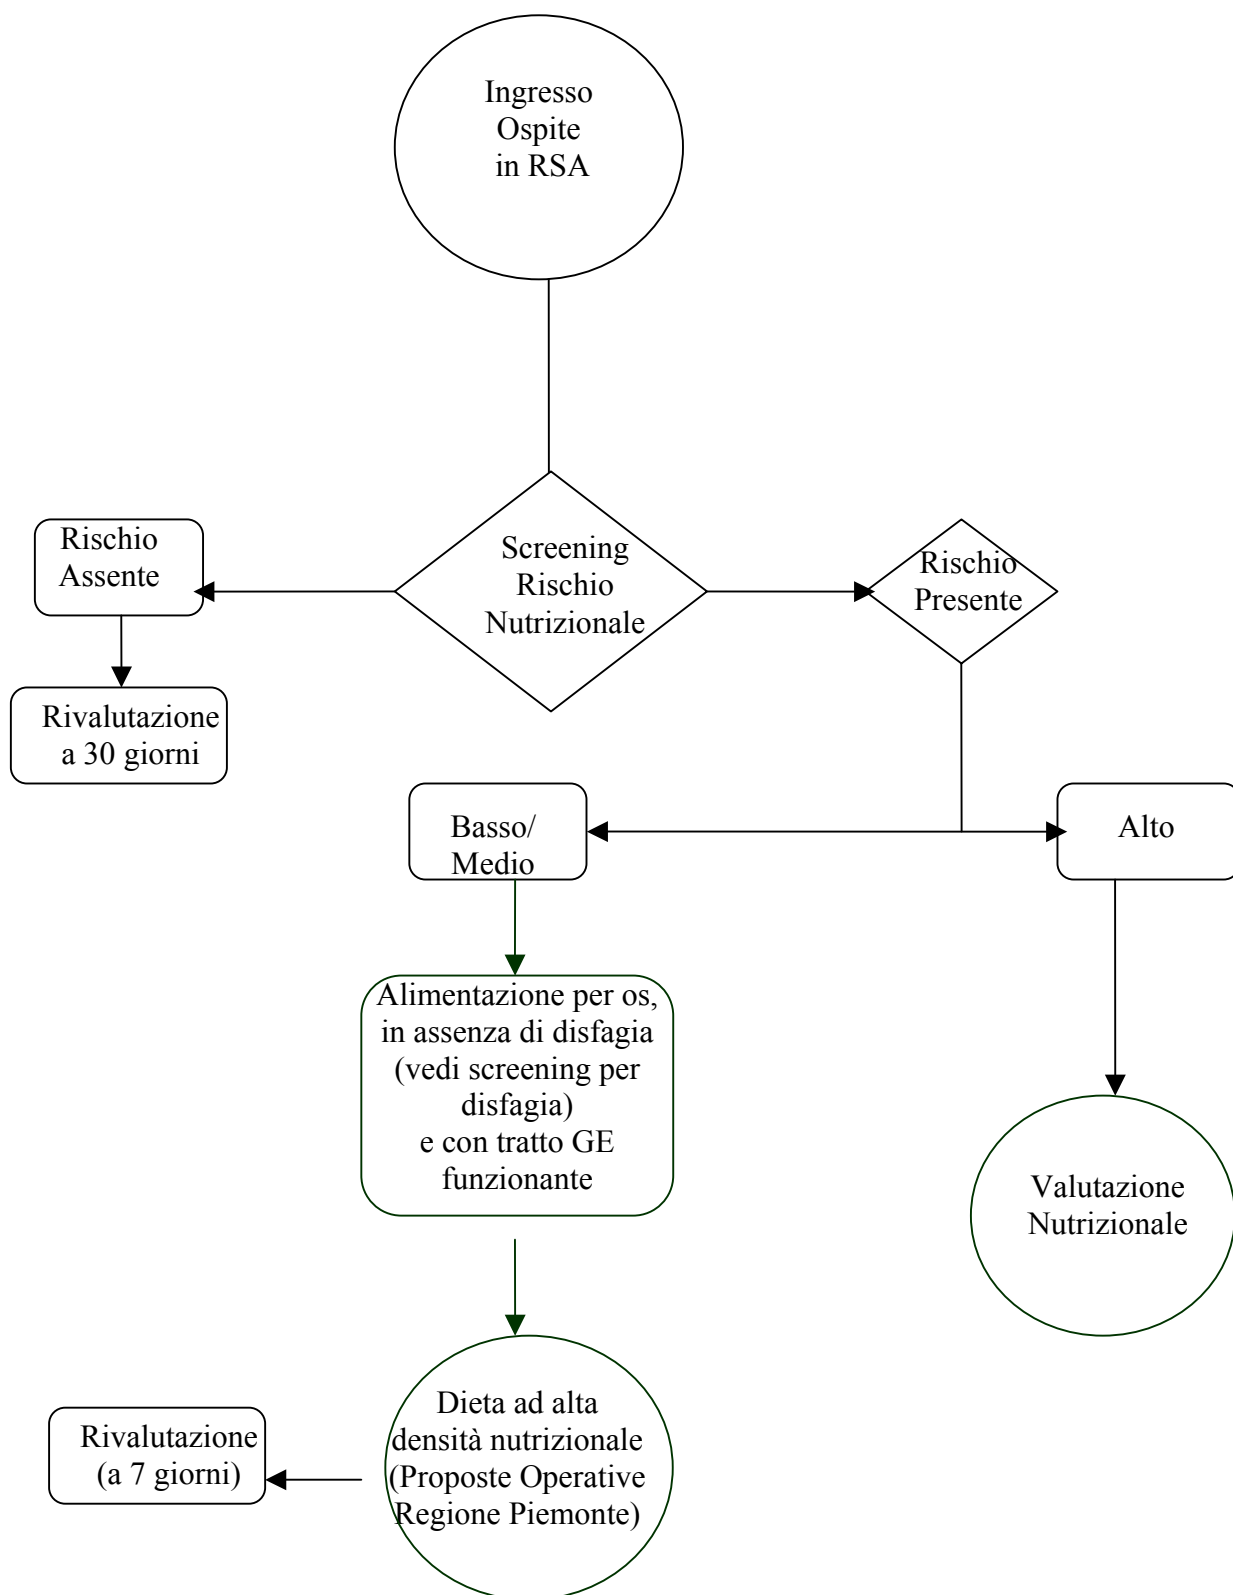 Ingresso
Ospite
in RSA
Rischio
Assente
Screening
Rischio
Nutrizionale
Rischio
Presente
Rivalutazione
a 30 giorni
Basso/
Medio
Alto
Alimentazione per os,
in assenza di disfagia
(vedi screening per
disfagia)
e con tratto GE
funzionante
Valutazione
Nutrizionale
Dieta ad alta
densità nutrizionale
(Proposte Operative
Regione Piemonte)
Rivalutazione
(a 7 giorni)